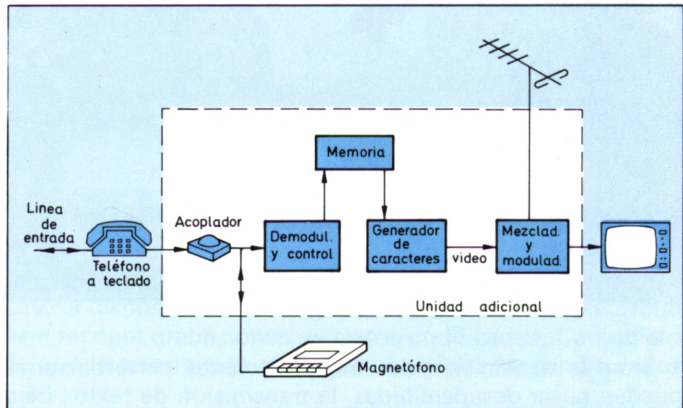 Memoria
Linea
de
entrada
Teléfono
a teclado
Acoplador
Demodul.
y control
Generador
de
caracteres
video
Mezclad.
y
modulad.
Unidad adicional
Magnetófono